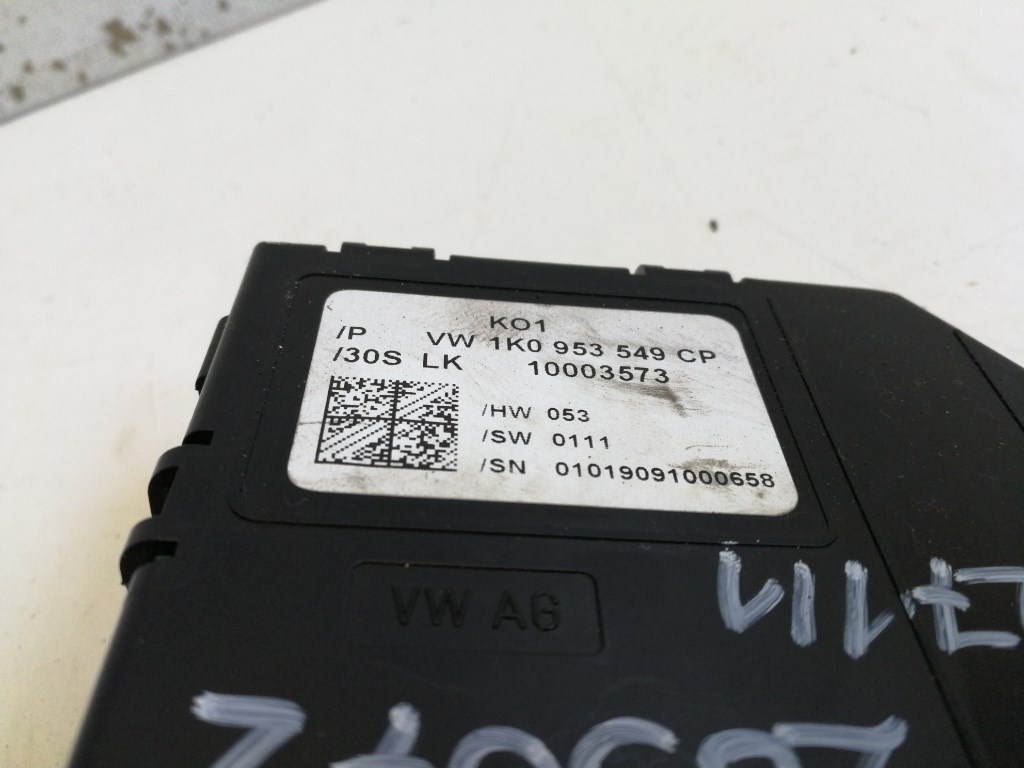 KO1
/P VW 1K0 953 549 CP
/30S LK 10003573
/HW 053
/SW 0111
/SN 01019091000658
VW AG